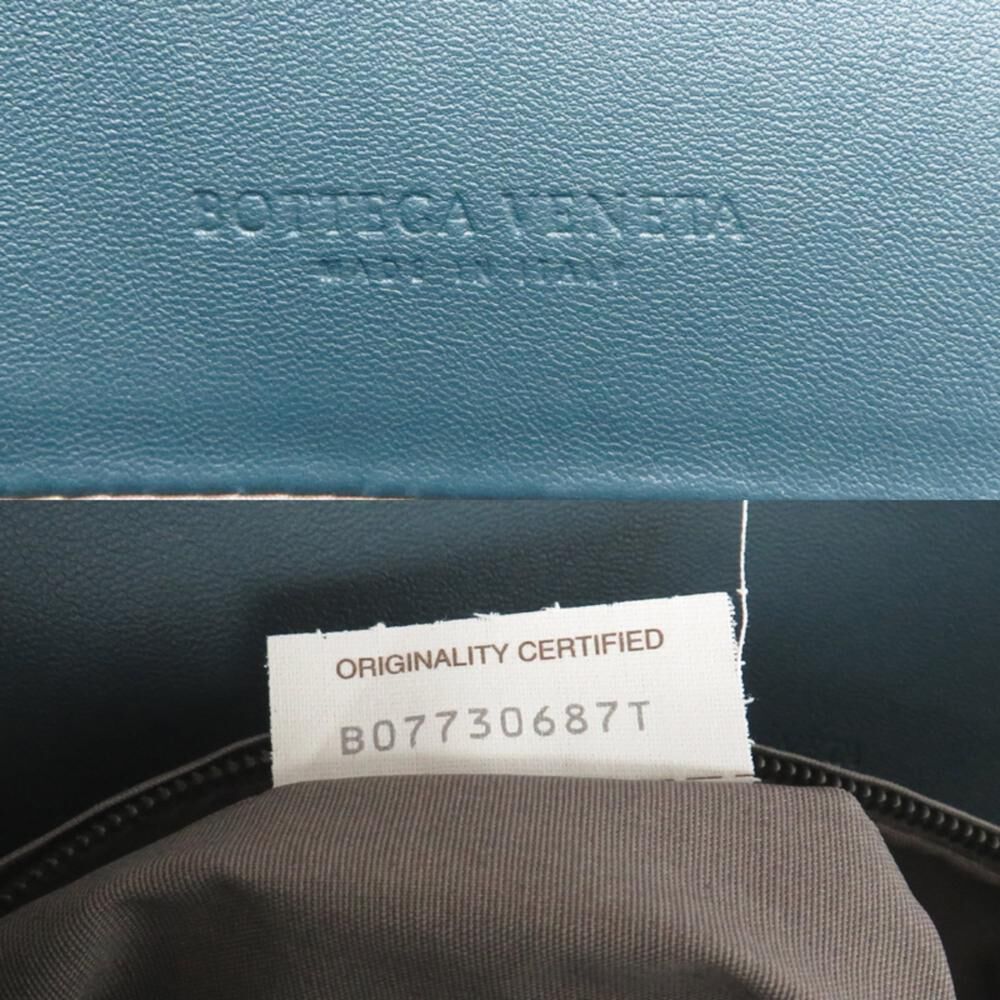 BOTTEGA VENETA
MADE IN ITALY
ORIGINALITY CERTIFIED
B07730687T